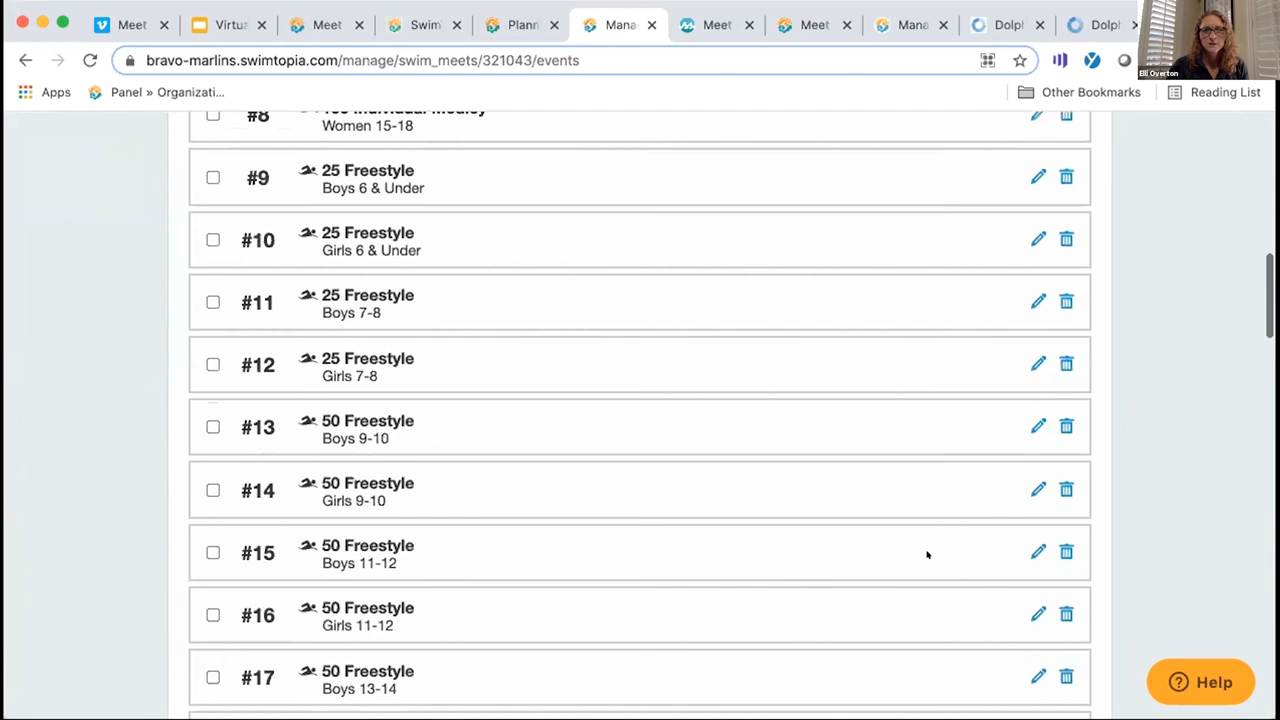 Meet
Virtua
Meet
Swim
Plann
Mana
Meet
Meet
Mana
Dolph
Dolp
bravo-marlins.swimtopia.com/manage/swim_meets/321043/events
Elli Overton
Apps
Panel » Organizati...
Other Bookmarks
Reading List
#8
100 Individual Medley
Women 15-18
#9
25 Freestyle
Boys 6 & Under
#10
25 Freestyle
Girls 6 & Under
#11
25 Freestyle
Boys 7-8
#12
25 Freestyle
Girls 7-8
#13
50 Freestyle
Boys 9-10
#14
50 Freestyle
Girls 9-10
#15
50 Freestyle
Boys 11-12
#16
50 Freestyle
Girls 11-12
#17
50 Freestyle
Boys 13-14
Help